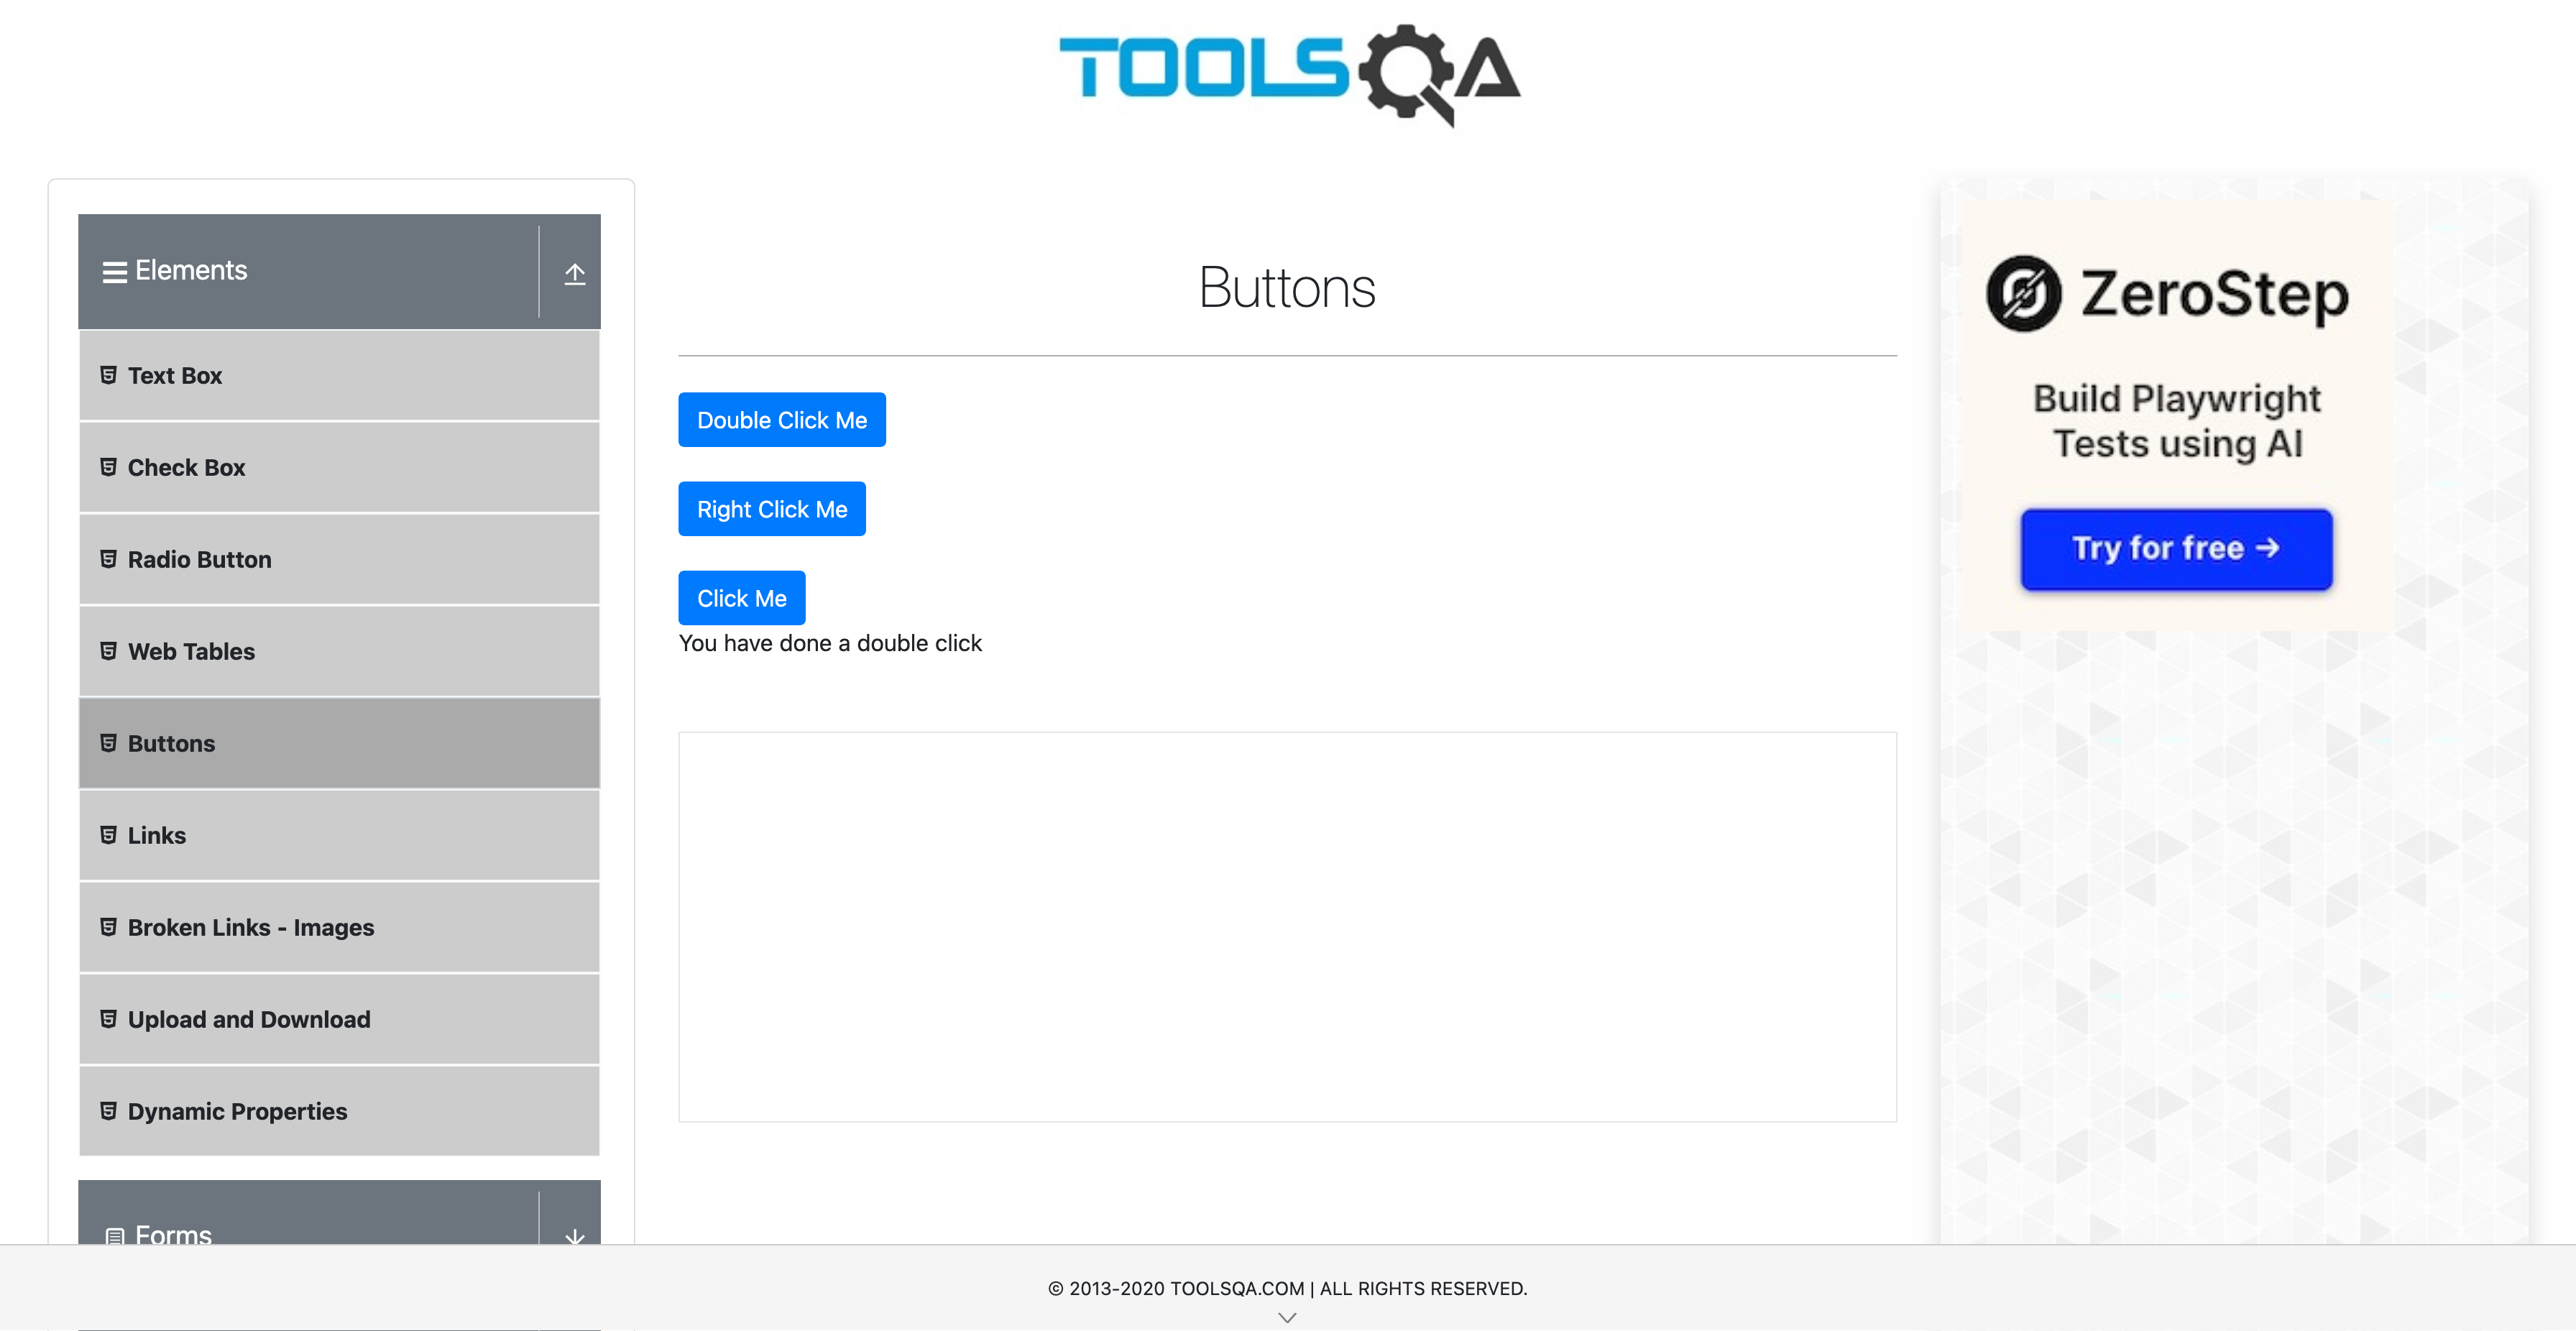 TOOLSQA
Elements
Text Box
Check Box
Radio Button
Web Tables
Buttons
Links
Broken Links - Images
Upload and Download
Dynamic Properties
Forms
Buttons
Double Click Me
Right Click Me
Click Me
You have done a double click
ZeroStep
Build Playwright
Tests using AI
Try for free →
© 2013-2020 TOOLSQA.COM | ALL RIGHTS RESERVED.